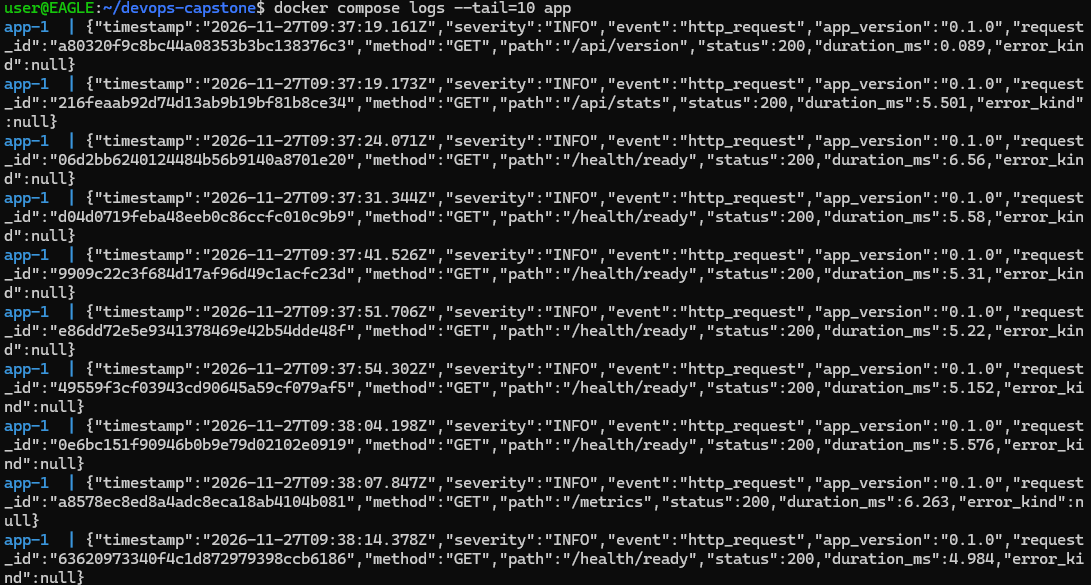 user@EAGLE:~/devops-capstone$ docker compose logs --tail=10 app
app-1  | {"timestamp":"2026-11-27T09:37:19.161Z","severity":"INFO","event":"http_request","app_version":"0.1.0","request
_id":"a80320f9c8bc44a08353b3bc138376c3","method":"GET","path":"/api/version","status":200,"duration_ms":0.089,"error_kin
d":null}
app-1  | {"timestamp":"2026-11-27T09:37:19.173Z","severity":"INFO","event":"http_request","app_version":"0.1.0","request
_id":"216feaab92d74d13ab9b19bf81b8ce34","method":"GET","path":"/api/stats","status":200,"duration_ms":5.501,"error_kind"
:null}
app-1  | {"timestamp":"2026-11-27T09:37:24.071Z","severity":"INFO","event":"http_request","app_version":"0.1.0","request
_id":"06d2bb6240124484b56b9140a8701e20","method":"GET","path":"/health/ready","status":200,"duration_ms":6.56,"error_kin
d":null}
app-1  | {"timestamp":"2026-11-27T09:37:31.344Z","severity":"INFO","event":"http_request","app_version":"0.1.0","request
_id":"d04d0719feba48eeb0c86ccfc010c9b9","method":"GET","path":"/health/ready","status":200,"duration_ms":5.58,"error_kin
d":null}
app-1  | {"timestamp":"2026-11-27T09:37:41.526Z","severity":"INFO","event":"http_request","app_version":"0.1.0","request
_id":"9909c22c3f684d17af96d49c1acfc23d","method":"GET","path":"/health/ready","status":200,"duration_ms":5.31,"error_kin
d":null}
app-1  | {"timestamp":"2026-11-27T09:37:51.706Z","severity":"INFO","event":"http_request","app_version":"0.1.0","request
_id":"e86dd72e5e9341378469e42b54dde48f","method":"GET","path":"/health/ready","status":200,"duration_ms":5.22,"error_kin
d":null}
app-1  | {"timestamp":"2026-11-27T09:37:54.302Z","severity":"INFO","event":"http_request","app_version":"0.1.0","request
_id":"49559f3cf03943cd90645a59cf079af5","method":"GET","path":"/health/ready","status":200,"duration_ms":5.152,"error_ki
nd":null}
app-1  | {"timestamp":"2026-11-27T09:38:04.198Z","severity":"INFO","event":"http_request","app_version":"0.1.0","request
_id":"0e6bc151f90946b0b9e79d02102e0919","method":"GET","path":"/health/ready","status":200,"duration_ms":5.576,"error_ki
nd":null}
app-1  | {"timestamp":"2026-11-27T09:38:07.847Z","severity":"INFO","event":"http_request","app_version":"0.1.0","request
_id":"a8578ec8ed8a4adc8eca18ab4104b081","method":"GET","path":"/metrics","status":200,"duration_ms":6.263,"error_kind":n
ull}
app-1  | {"timestamp":"2026-11-27T09:38:14.378Z","severity":"INFO","event":"http_request","app_version":"0.1.0","request
_id":"63620973340f4c1d872979398ccb6186","method":"GET","path":"/health/ready","status":200,"duration_ms":4.984,"error_ki
nd":null}